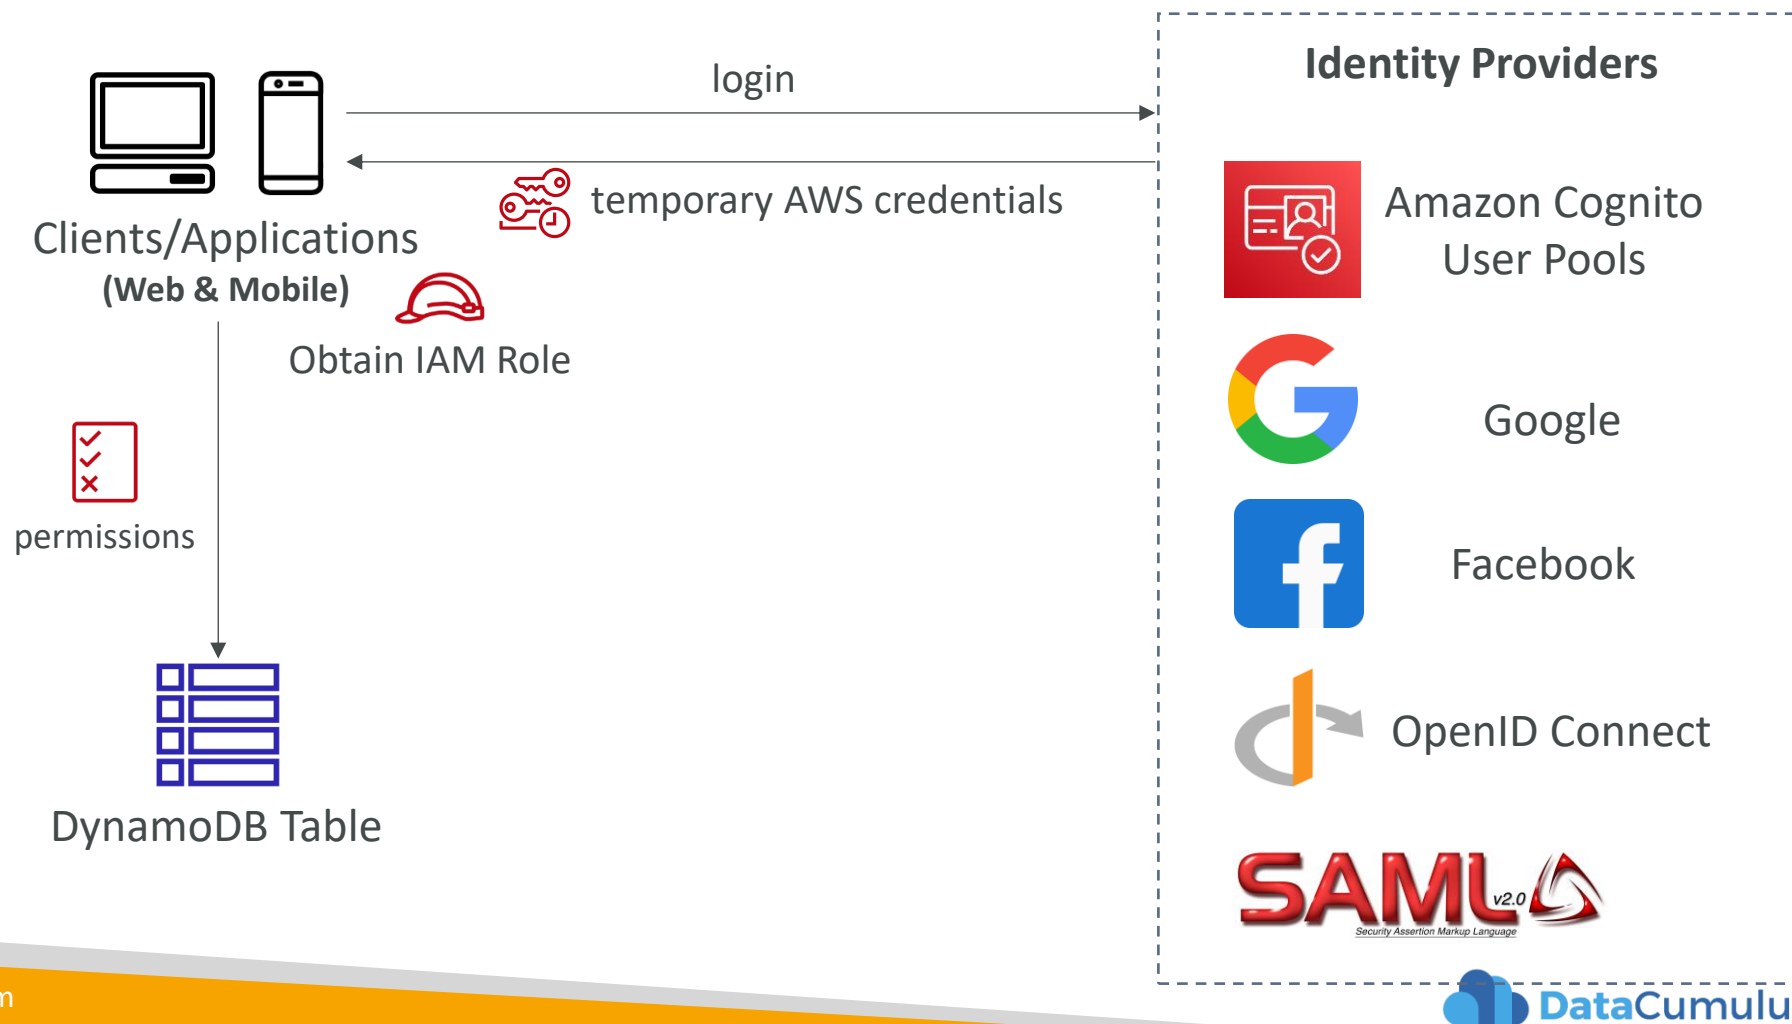 login
Identity Providers
temporary AWS credentials
Clients/Applications
(Web & Mobile)
Obtain IAM Role
permissions
DynamoDB Table
Amazon Cognito
User Pools
Google
Facebook
OpenID Connect
SAML v2.0
Security Assertion Markup Language
m
DataCumulu